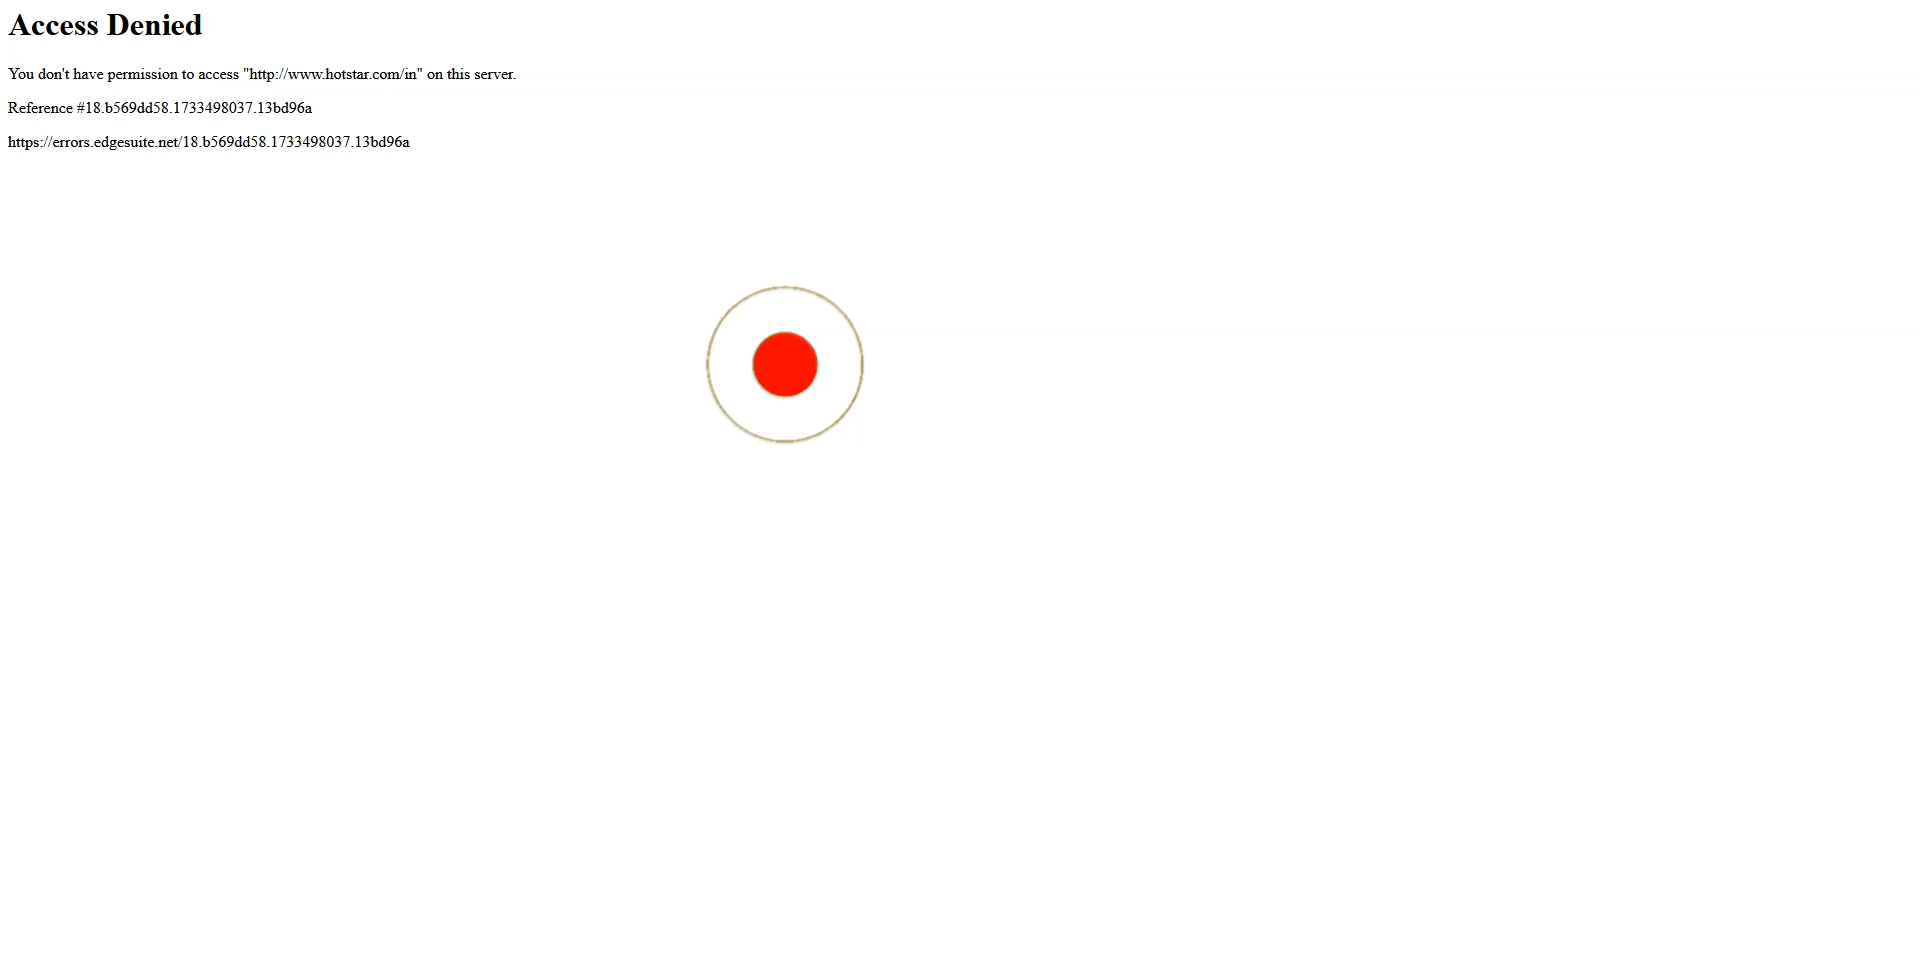 Access Denied
You don't have permission to access "http://www.hotstar.com/in" on this server.
Reference #18.b569dd58.1733498037.13bd96a
https://errors.edgesuite.net/18.b569dd58.1733498037.13bd96a